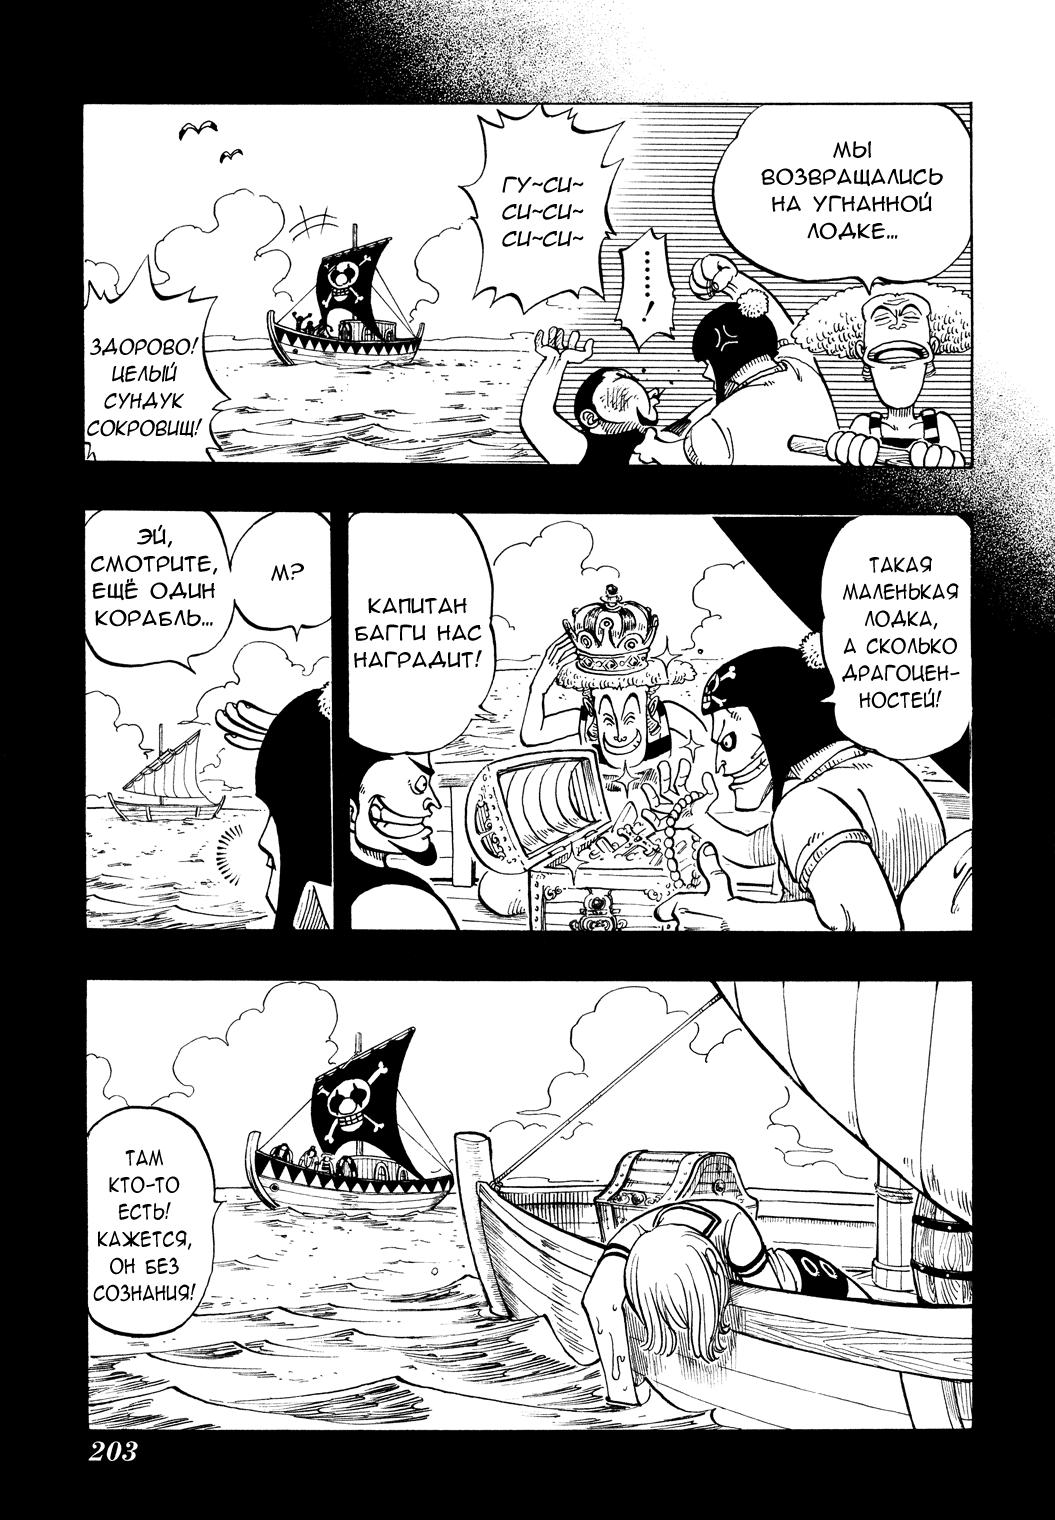 МЫ
ВОЗВРАЩАЛИСЬ
НА УГНАННОЙ
ЛОДКЕ...
......!
ГУ~СИ~
СИ~СИ~
СИ~СИ~
ЗДОРОВО!
ЦЕЛЫЙ
СУНДУК
СОКРОВИЩ!
ТАКАЯ
МАЛЕНЬКАЯ
ЛОДКА,
А СКОЛЬКО
ДРАГОЦЕН-
НОСТЕЙ!
КАПИТАН
БАГГИ НАС
НАГРАДИТ!
М?
ЭЙ,
СМОТРИТЕ,
ЕЩЁ ОДИН
КОРАБЛЬ...
ТАМ
КТО-ТО
ЕСТЬ!
КАЖЕТСЯ,
ОН БЕЗ
СОЗНАНИЯ!
203